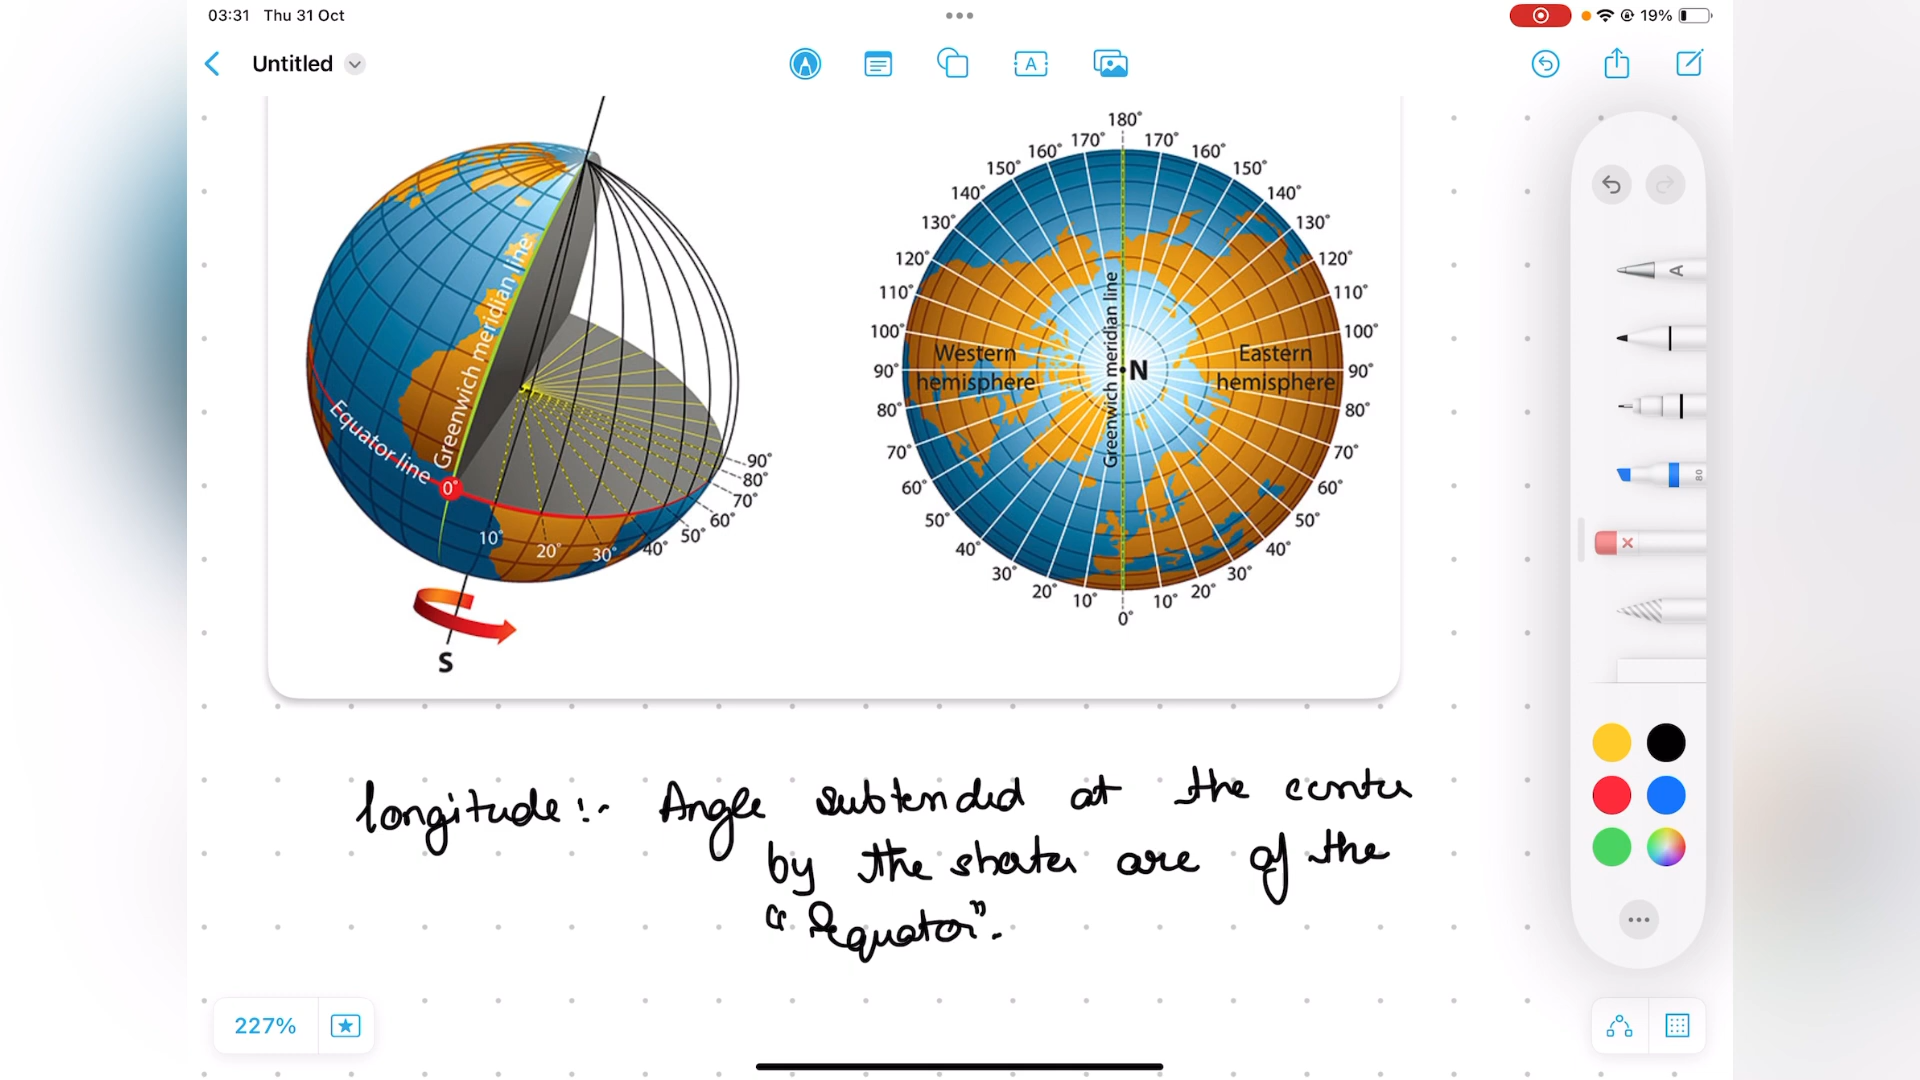 03:31 Thu 31 Oct
19%
Untitled
A
A
80
180°
170° 170°
160° 160°
150° 150°
140° 140°
130° 130°
120° 120°
110° 110°
100° 100°
90° 90°
80° 80°
70° 70°
60° 60°
50° 50°
40° 40°
30° 30°
20° 20°
10° 10°
0°
Western hemisphere
Eastern hemisphere
Greenwich meridian line
N
Greenwich meridian line
Equator line
0°
10° 20° 30° 40° 50° 60° 70° 80° 90°
S
longitude:- Angle subtended at the center
by the shorter arc of the
"Equator".
227%